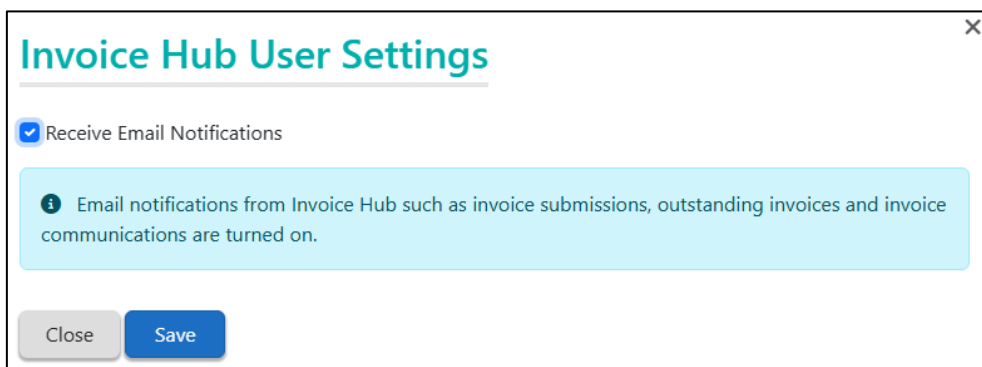 Invoice Hub User Settings
Receive Email Notifications
Email notifications from Invoice Hub such as invoice submissions, outstanding invoices and invoice
communications are turned on.
Close
Save